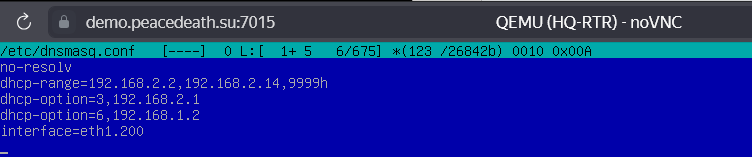 demo.peacedeath.su:7015 QEMU (HQ-RTR) - noVNC
/etc/dnsmasq.conf [----] 0 L:[ 1+ 5 6/675] *(123 /26842b) 0010 0x00A
no-resolv
dhcp-range=192.168.2.2,192.168.2.14,9999h
dhcp-option=3,192.168.2.1
dhcp-option=6,192.168.1.2
interface=eth1.200